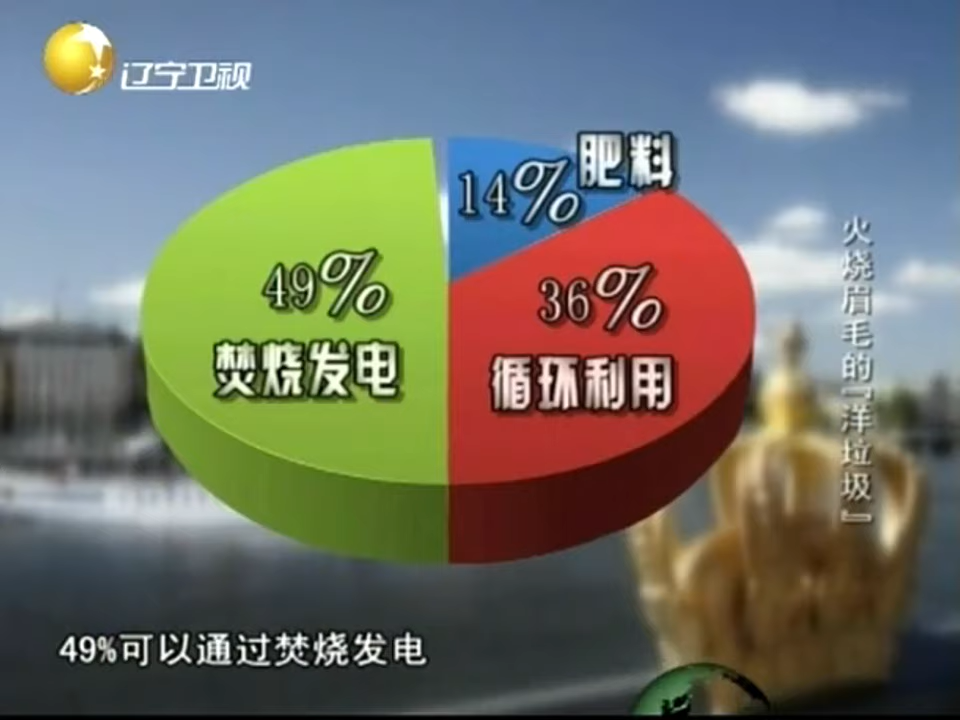 辽宁卫视
14%
肥料
49%
焚烧发电
36%
循环利用
火烧眉毛的『洋垃圾』
49%可以通过焚烧发电